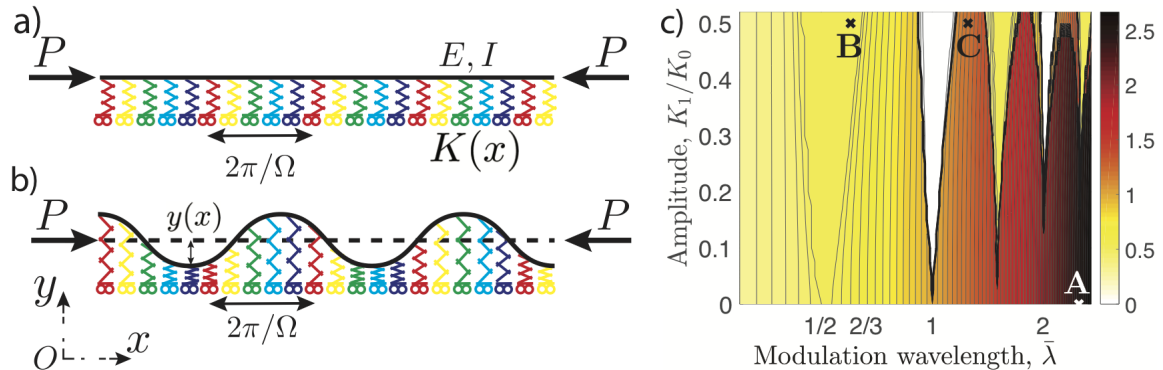 a)
P
E, I
P
2π/Ω
K(x)
b)
P
y(x)
P
2π/Ω
y
O
x
c)
Amplitude, K₁/K₀
0.5
0.4
0.3
0.2
0.1
0
B
C
A
1/2
2/3
1
2
Modulation wavelength, λ̄
2.5
2
1.5
1
0.5
0